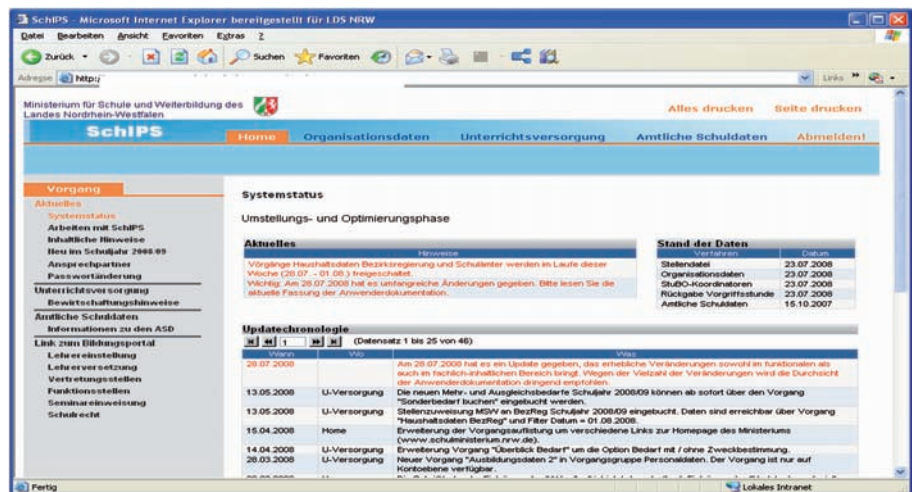 SchIPS - Microsoft Internet Explorer bereitgestellt für LDS NRW
Datei Bearbeiten Ansicht Favoriten Extras ?
Zurück Suchen Favoriten
Adresse http:/ Links
Ministerium für Schule und Weiterbildung des
Landes Nordrhein-Westfalen
Alles drucken Seite drucken
SchIPS
Home Organisationsdaten Unterrichtsversorgung Amtliche Schuldaten Abmelden!
Vorgang
Aktuelles
Systemstatus
Arbeiten mit SchIPS
Inhaltliche Hinweise
Neu im Schuljahr 2008/09
Ansprechpartner
Passwortänderung
Unterrichtsversorgung
Bewirtschaftungshinweise
Amtliche Schuldaten
Informationen zu den ASD
Link zum Bildungsportal
Lehrereinstellung
Lehrerversetzung
Vertretungsstellen
Funktionsstellen
Seminareinweisung
Schulrecht
Systemstatus
Umstellungs- und Optimierungsphase
Aktuelles
Hinweise
Vorgänge Haushaltsdaten Bezirksregierung und Schulämter werden im Laufe dieser
Woche (28.07. - 01.08.) freigeschaltet.
Wichtig: Am 28.07.2008 hat es umfangreiche Änderungen gegeben. Bitte lesen Sie die
aktuelle Fassung der Anwenderdokumentation.
Stand der Daten
Verfahren Datum
Stellendatei 23.07.2008
Organisationsdaten 23.07.2008
StuBO-Koordinatoren 23.07.2008
Rückgabe Vorgriffsstunde 23.07.2008
Amtliche Schuldaten 15.10.2007
Updatechronologie
1 (Datensatz 1 bis 25 von 46)
Wann Wo Was
28.07.2008 Am 28.07.2008 hat es ein Update gegeben, das erhebliche Veränderungen sowohl im funktionalen als
auch im fachlich-inhaltlichen Bereich bringt. Wegen der Vielzahl der Veränderungen wird die Durchsicht
der Anwenderdokumentation dringend empfohlen.
13.05.2008 U-Versorgung Die neuen Mehr- und Ausgleichsbedarfe Schuljahr 2008/09 können ab sofort über den Vorgang
"Sonderbedarf buchen" eingebucht werden.
13.05.2008 U-Versorgung Stellenzuweisung MSW an BezReg Schuljahr 2008/09 eingebucht. Daten sind erreichbar über Vorgang
"Haushaltsdaten BezReg" und Filter Datum = 01.08.2008.
15.04.2008 Home Erweiterung der Vorgangsauflistung um verschiedene Links zur Homepage des Ministeriums
(www.schulministerium.nrw.de).
14.04.2008 U-Versorgung Erweiterung Vorgang "Überblick Bedarf" um die Option Bedarf mit / ohne Zweckbestimmung.
28.03.2008 U-Versorgung Neuer Vorgang "Ausbildungsdaten 2" in Vorgangsgruppe Personaldaten. Der Vorgang ist nur auf
Kontoebene verfügbar.
Fertig Lokales Intranet